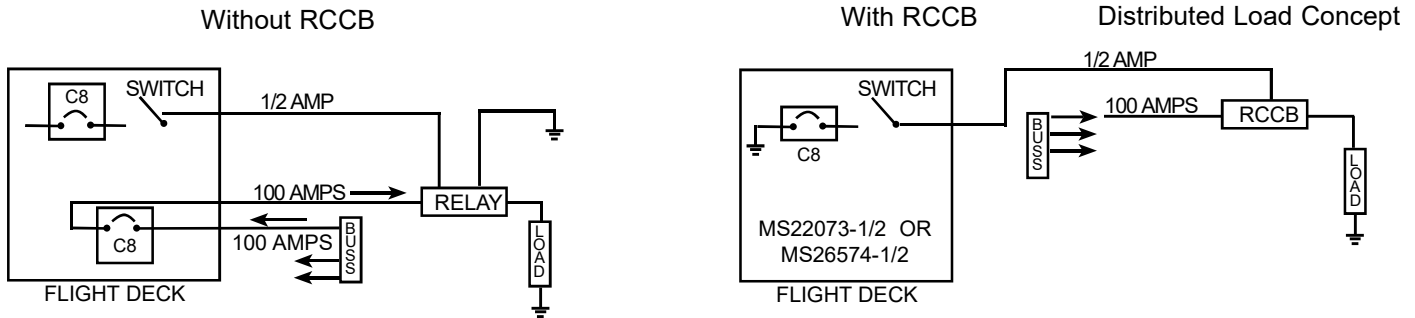 Without RCCB
C8
SWITCH
1/2 AMP
100 AMPS
RELAY
C8
100 AMPS
BUSS
LOAD
FLIGHT DECK
With RCCB
Distributed Load Concept
1/2 AMP
SWITCH
C8
100 AMPS
BUSS
RCCB
LOAD
MS22073-1/2 OR
MS26574-1/2
FLIGHT DECK